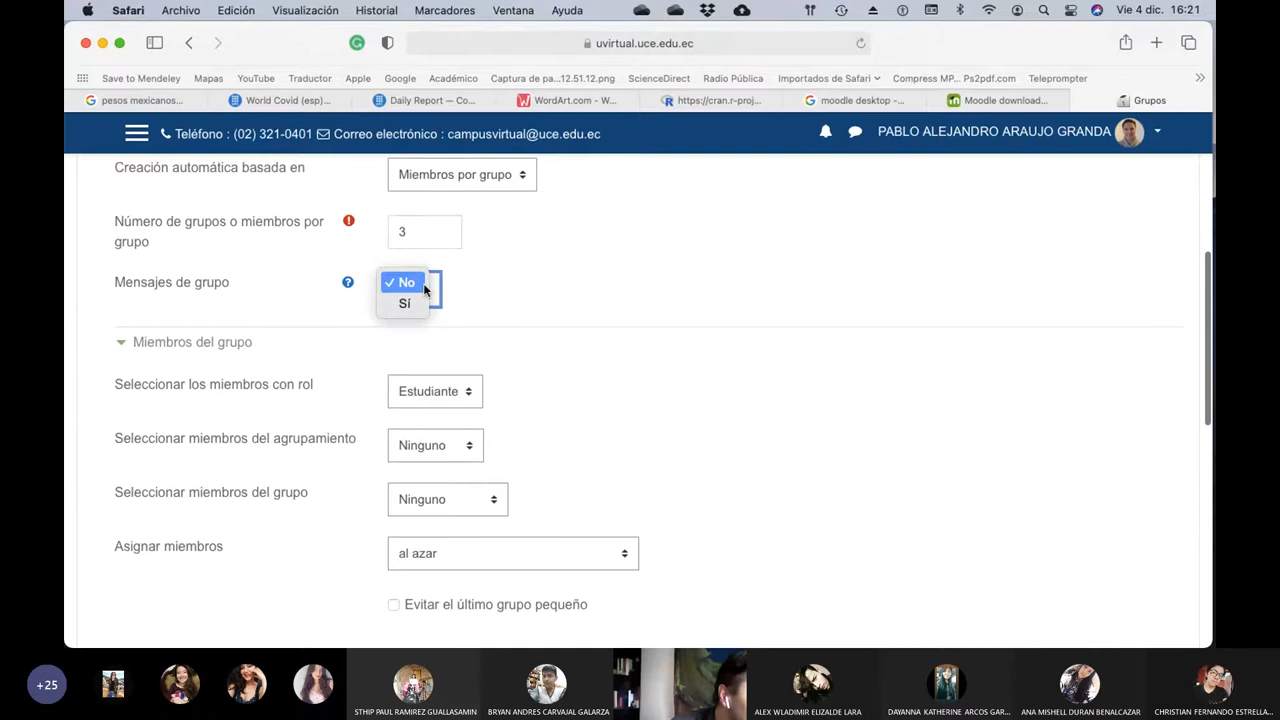 Safari Archivo Edición Visualización Historial Marcadores Ventana Ayuda Vie 4 dic. 16:21
uvirtual.uce.edu.ec
Save to Mendeley Mapas YouTube Traductor Apple Google Académico Captura de pa...12.51.12.png ScienceDirect Radio Pública Importados de Safari Compress MP... Ps2pdf.com Teleprompter
pesos mexicanos... World Covid (esp)... Daily Report — Co... WordArt.com - W... https://cran.r-proj... moodle desktop -... Moodle download... Grupos
Teléfono : (02) 321-0401 Correo electrónico : campusvirtual@uce.edu.ec PABLO ALEJANDRO ARAUJO GRANDA
Creación automática basada en Miembros por grupo
Número de grupos o miembros por
grupo
3
Mensajes de grupo
✓ No
Sí
Miembros del grupo
Seleccionar los miembros con rol Estudiante
Seleccionar miembros del agrupamiento Ninguno
Seleccionar miembros del grupo Ninguno
Asignar miembros al azar
Evitar el último grupo pequeño
+25
STHIP PAUL RAMIREZ GUALLASAMIN BRYAN ANDRES CARVAJAL GALARZA ALEX WLADIMIR ELIZALDE LARA DAYANNA KATHERINE ARCOS GAR... ANA MISHELL DURAN BENALCAZAR CHRISTIAN FERNANDO ESTRELLA...